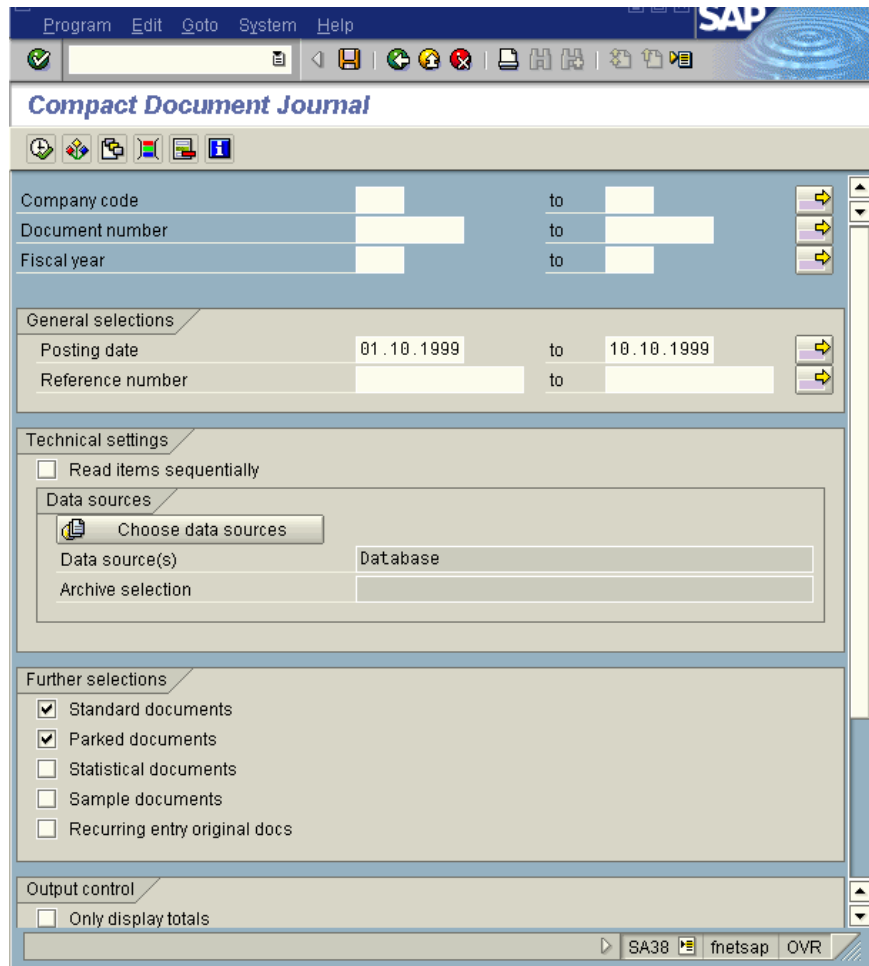 Program Edit Goto System Help
SAP
Compact Document Journal
Company code to
Document number to
Fiscal year to
General selections
Posting date 01.10.1999 to 10.10.1999
Reference number to
Technical settings
Read items sequentially
Data sources
Choose data sources
Data source(s) Database
Archive selection
Further selections
Standard documents
Parked documents
Statistical documents
Sample documents
Recurring entry original docs
Output control
Only display totals
SA38 fnetsap OVR